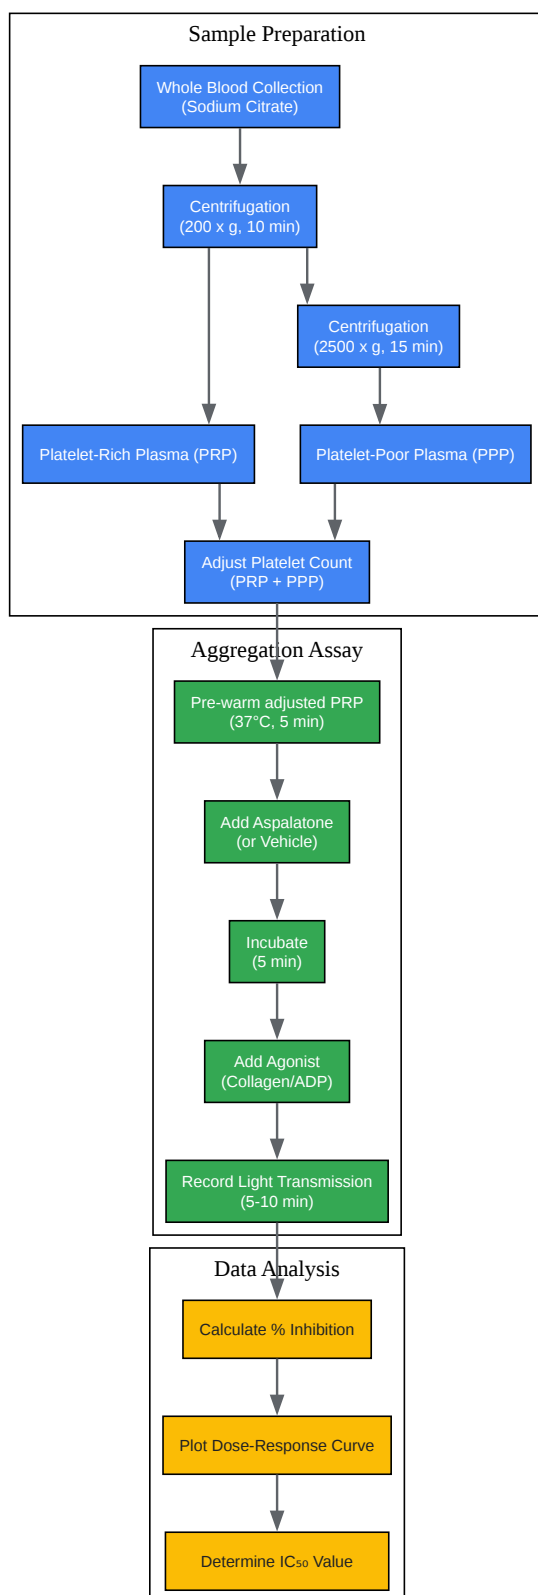 Sample Preparation
Whole Blood Collection
(Sodium Citrate)
Centrifugation
(200 x g, 10 min)
Centrifugation
(2500 x g, 15 min)
Platelet-Rich Plasma (PRP)
Platelet-Poor Plasma (PPP)
Adjust Platelet Count
(PRP + PPP)
Aggregation Assay
Pre-warm adjusted PRP
(37°C, 5 min)
Add Aspalatone
(or Vehicle)
Incubate
(5 min)
Add Agonist
(Collagen/ADP)
Record Light Transmission
(5-10 min)
Data Analysis
Calculate % Inhibition
Plot Dose-Response Curve
Determine IC₅₀ Value